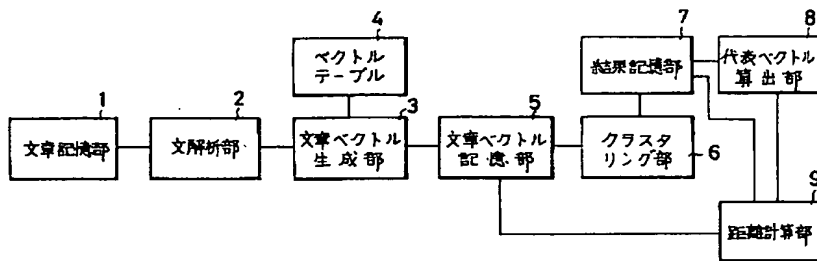 4
ベクトル
テーブル
7
結果記憶部
8
代表ベクトル
算出部
1
文章記憶部
2
文解析部
3
文章ベクトル
生成部
5
文章ベクトル
記憶部
クラスタ
リング部
6
9
距離計算部